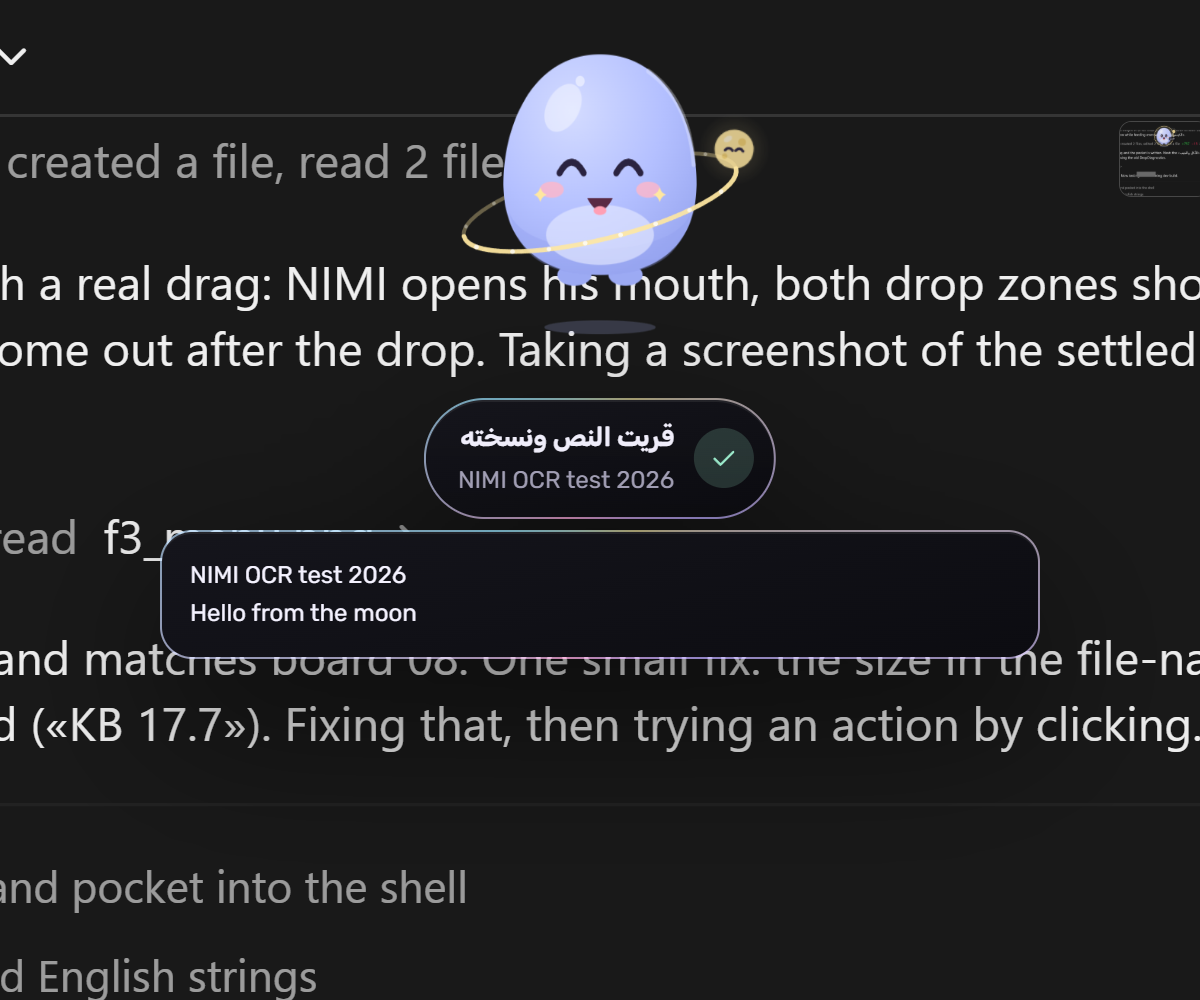 created a file, read 2 file
h a real drag: NIMI opens his mouth, both drop zones sho
ome out after the drop. Taking a screenshot of the settled
قريت النص ونسخته
NIMI OCR test 2026
read f3_menu.png
NIMI OCR test 2026
Hello from the moon
and matches board 08. One small fix: the size in the file-na
d («KB 17.7»). Fixing that, then trying an action by clicking.
and pocket into the shell
d English strings